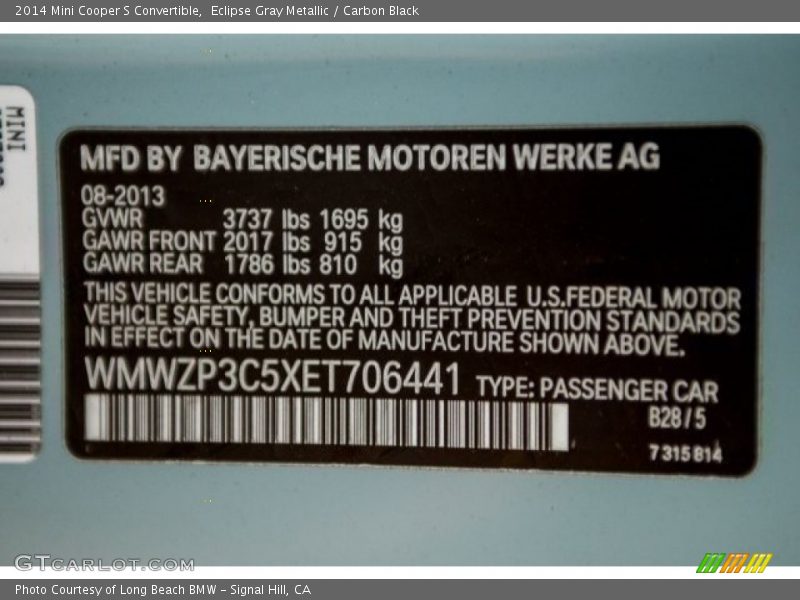 2014 Mini Cooper S Convertible,  Eclipse Gray Metallic / Carbon Black
MINI
MFD BY BAYERISCHE MOTOREN WERKE AG
08-2013
GVWR 3737 lbs 1695 kg
GAWR FRONT 2017 lbs 915 kg
GAWR REAR 1786 lbs 810 kg
THIS VEHICLE CONFORMS TO ALL APPLICABLE U.S.FEDERAL MOTOR
VEHICLE SAFETY, BUMPER AND THEFT PREVENTION STANDARDS
IN EFFECT ON THE DATE OF MANUFACTURE SHOWN ABOVE.
WMWZP3C5XET706441 TYPE: PASSENGER CAR
B28/5
7 315 814
GTCARLOT.COM
Photo Courtesy of Long Beach BMW - Signal Hill, CA